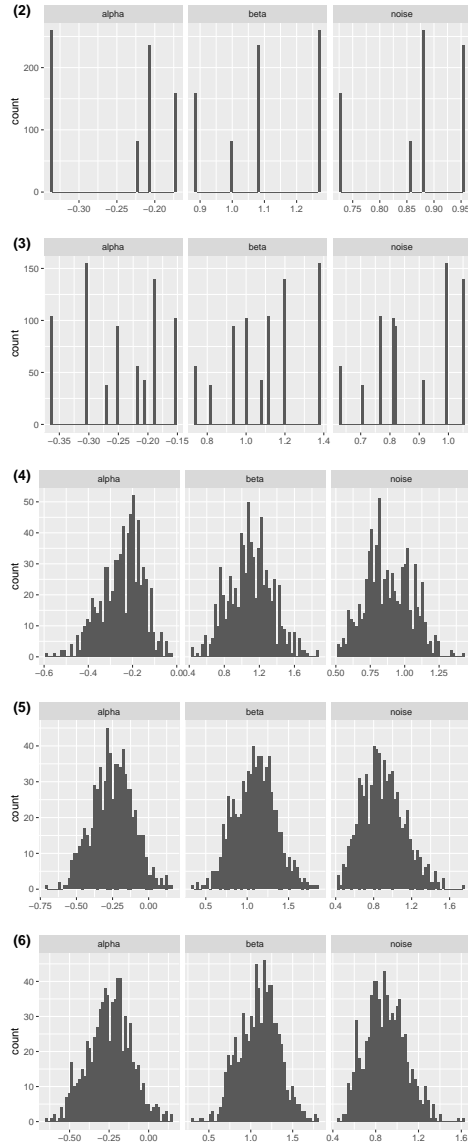 (2)
alpha beta noise
count
0 100 200
−0.30 −0.25 −0.20 0.9 1.0 1.1 1.2 0.75 0.80 0.85 0.90 0.95
(3)
alpha beta noise
count
0 50 100 150
−0.35 −0.30 −0.25 −0.20 −0.15 0.8 1.0 1.2 1.4 0.7 0.8 0.9 1.0
(4)
alpha beta noise
count
0 10 20 30 40 50
−0.6 −0.4 −0.2 0.0 0.4 0.8 1.2 1.6 0.50 0.75 1.00 1.25
(5)
alpha beta noise
count
0 10 20 30 40
−0.75 −0.50 −0.25 0.00 0.5 1.0 1.5 0.4 0.8 1.2 1.6
(6)
alpha beta noise
count
0 10 20 30 40
−0.50 −0.25 0.00 0.5 1.0 1.5 0.4 0.8 1.2 1.6